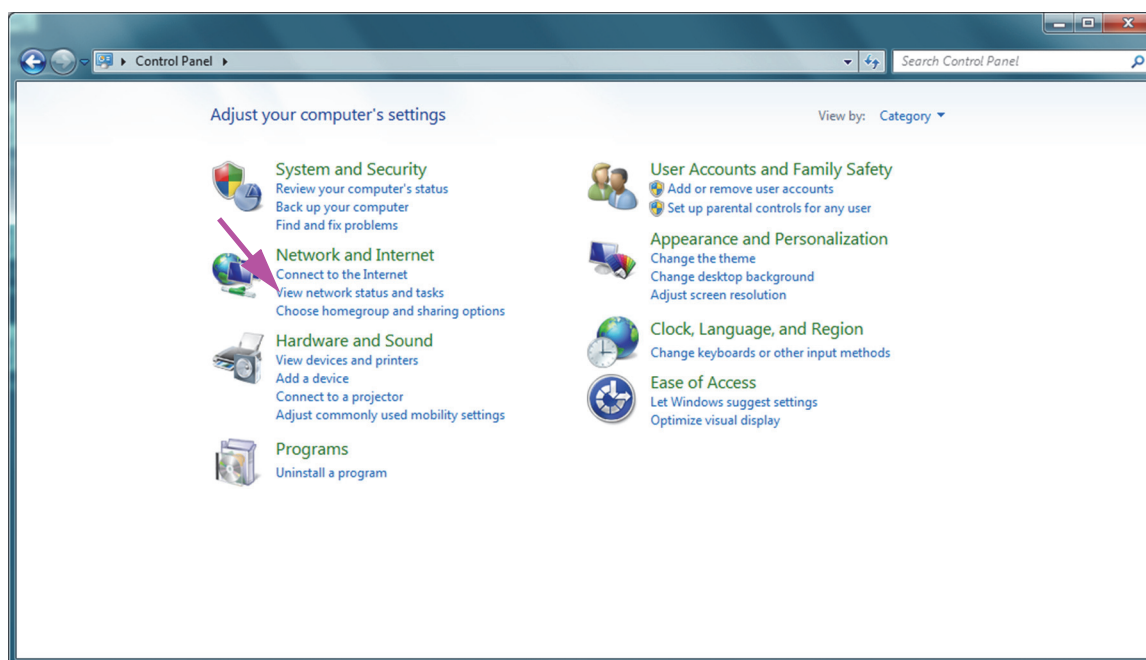 Control Panel
Search Control Panel
Adjust your computer's settings
View by: Category
System and Security
Review your computer's status
Back up your computer
Find and fix problems
Network and Internet
Connect to the Internet
View network status and tasks
Choose homegroup and sharing options
Hardware and Sound
View devices and printers
Add a device
Connect to a projector
Adjust commonly used mobility settings
Programs
Uninstall a program
User Accounts and Family Safety
Add or remove user accounts
Set up parental controls for any user
Appearance and Personalization
Change the theme
Change desktop background
Adjust screen resolution
Clock, Language, and Region
Change keyboards or other input methods
Ease of Access
Let Windows suggest settings
Optimize visual display